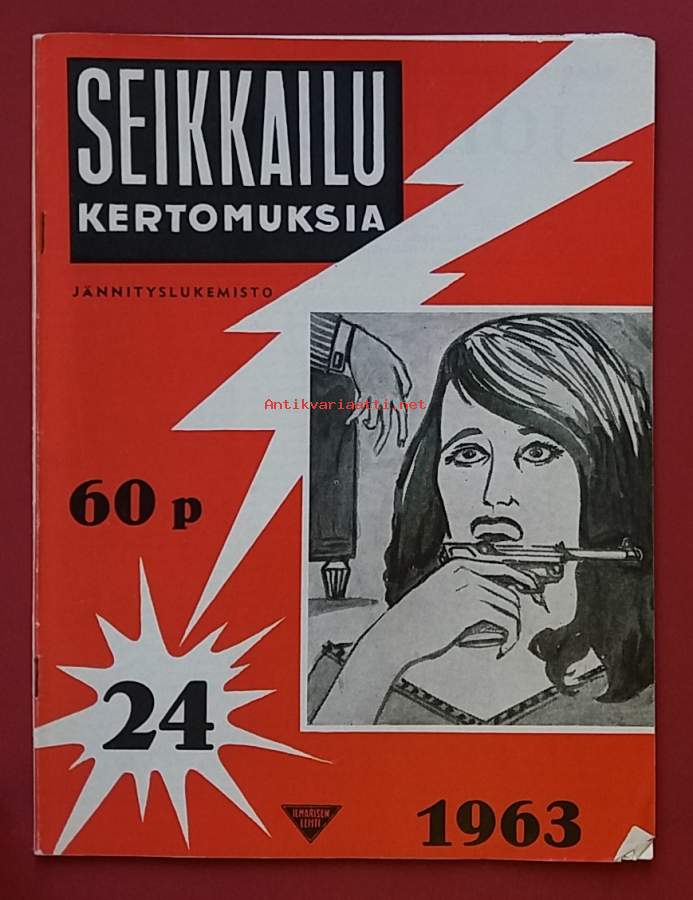 SEIKKAILU
KERTOMUKSIA
JÄNNITYSLUKEMISTO
Antikvariaatti.net
60 p
24
ILMARISEN
LEHTI
1963